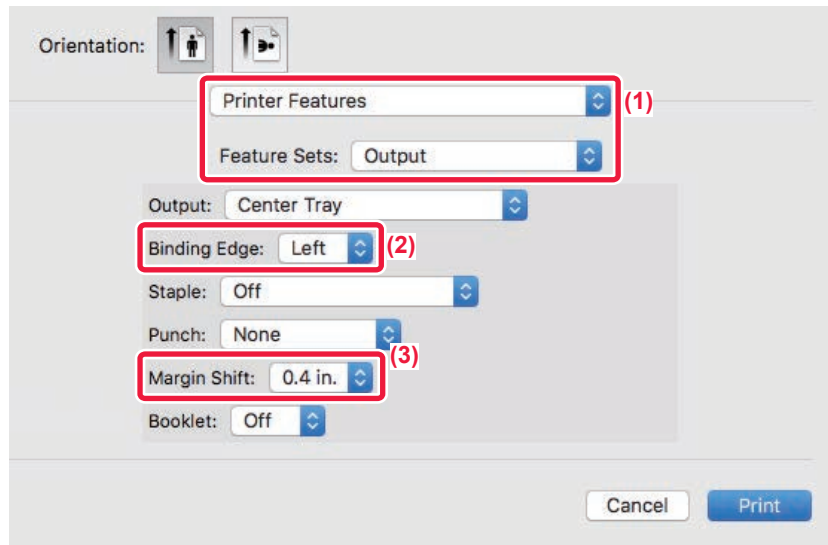 Orientation:
Printer Features (1)
Feature Sets: Output
Output: Center Tray
Binding Edge: Left (2)
Staple: Off
Punch: None
(3)
Margin Shift: 0.4 in.
Booklet: Off
Cancel Print